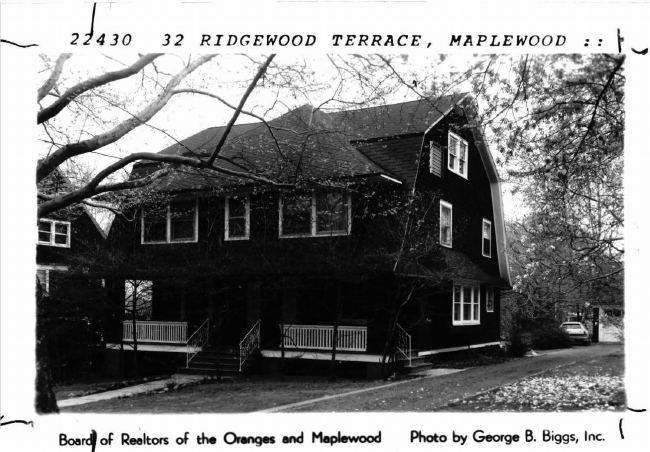 22430 32 RIDGEWOOD TERRACE, MAPLEWOOD ::
Board of Realtors of the Oranges and Maplewood Photo by George B. Biggs, Inc.